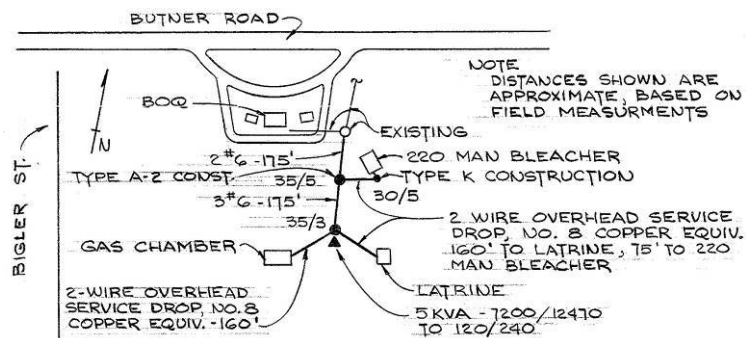 BUTNER ROAD
NOTE
DISTANCES SHOWN ARE
APPROXIMATE, BASED ON
FIELD MEASURMENTS
BOQ
EXISTING
N
BIGLER ST.
2#6-175'
220 MAN BLEACHER
TYPE A-2 CONST.
35/5
TYPE K CONSTRUCTION
30/5
3#6-175'
35/3
2 WIRE OVERHEAD SERVICE
DROP, NO. 8 COPPER EQUIV.
160' TO LATRINE, 75' TO 220
MAN BLEACHER
GAS CHAMBER
LATRINE
2-WIRE OVERHEAD
SERVICE DROP, NO. 8
COPPER EQUIV. -160'
5 KVA - 7200/12470
TO 120/240